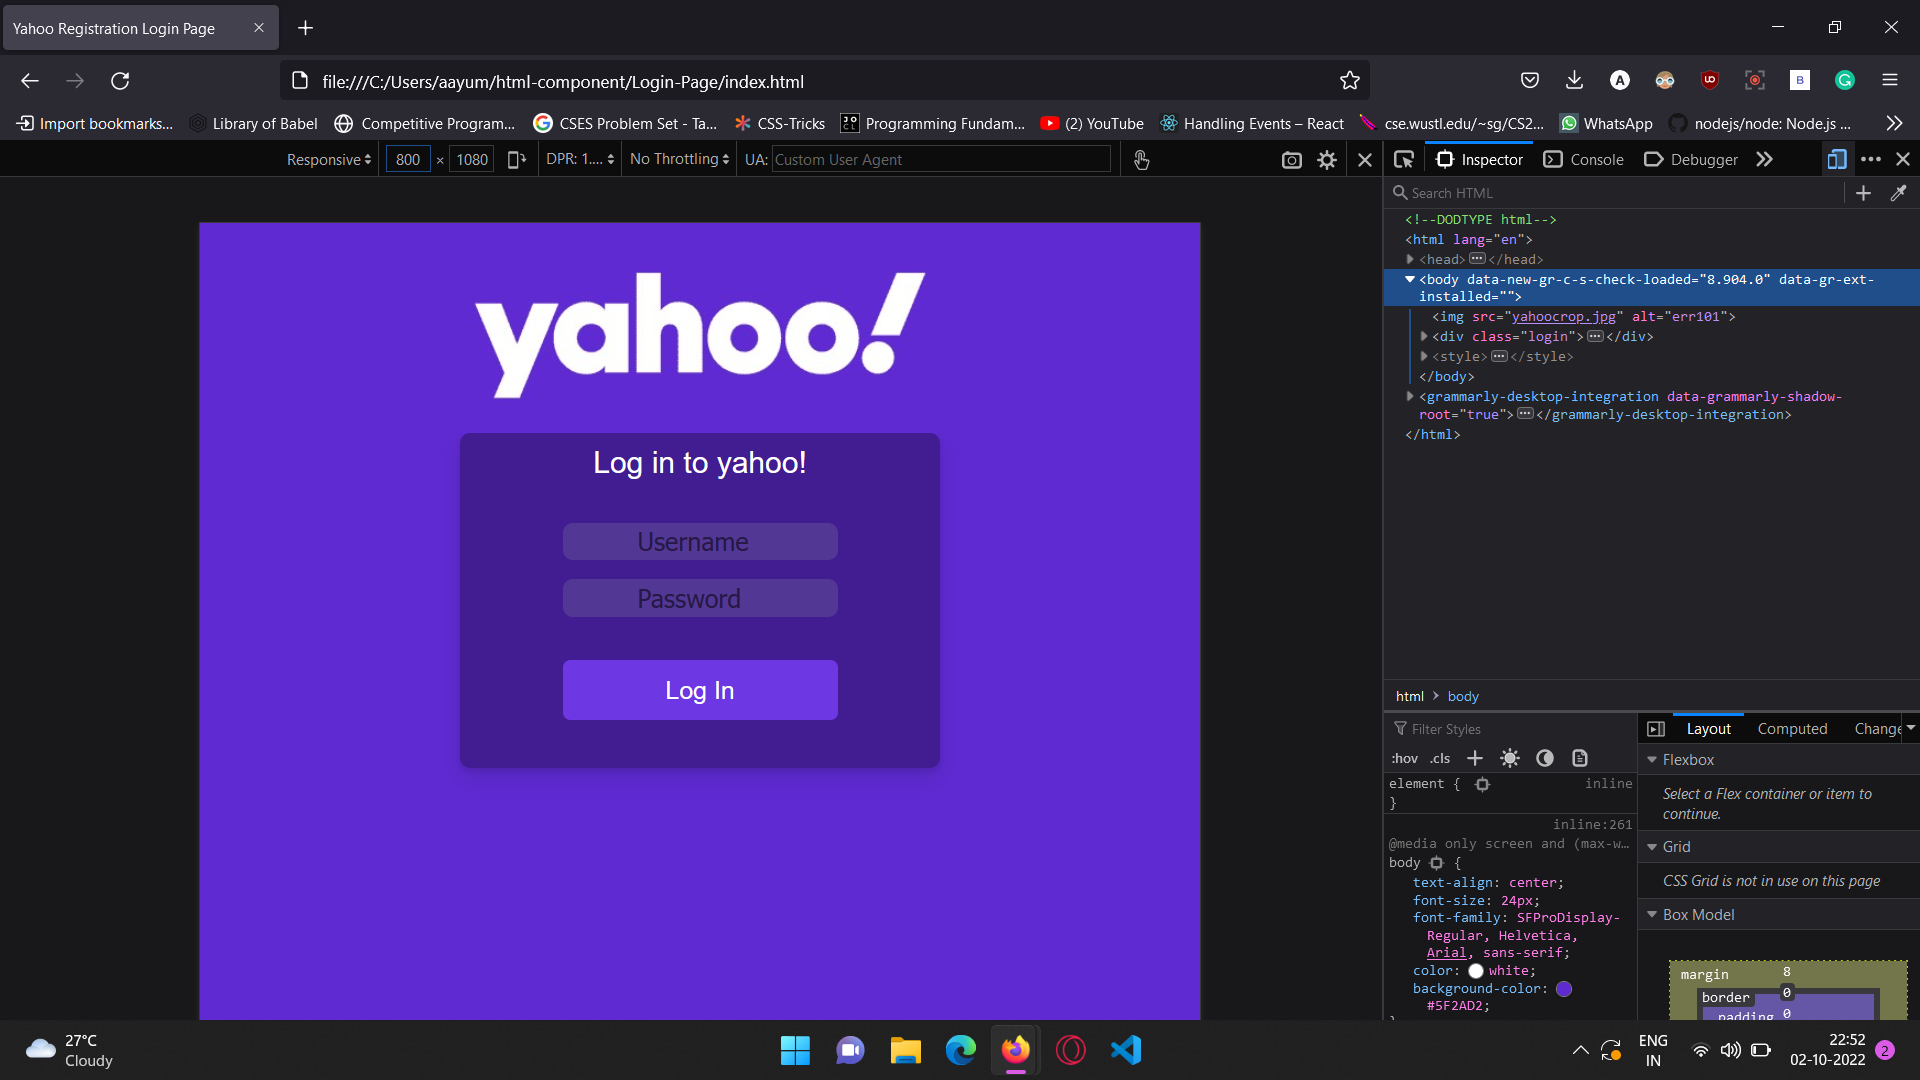 Yahoo Registration Login Page
file:///C:/Users/aayum/html-component/Login-Page/index.html
Import bookmarks...
Library of Babel
Competitive Program...
CSES Problem Set - Ta...
CSS-Tricks
Programming Fundam...
(2) YouTube
Handling Events – React
cse.wustl.edu/~sg/CS2...
WhatsApp
nodejs/node: Node.js ...
Responsive
800 × 1080
DPR: 1....
No Throttling
UA: Custom User Agent
Inspector
Console
Debugger
Search HTML
<!--DODTYPE html-->
<html lang="en">
<head> </head>
<body data-new-gr-c-s-check-loaded="8.904.0" data-gr-ext-
installed="">
<img src="yahoocrop.jpg" alt="err101">
<div class="login"> </div>
<style> </style>
</body>
<grammarly-desktop-integration data-grammarly-shadow-
root="true"> </grammarly-desktop-integration>
</html>
yahoo!
Log in to yahoo!
Username
Password
Log In
html > body
Filter Styles
:hov .cls
element { inline
}
inline:261
@media only screen and (max-w…
body {
text-align: center;
font-size: 24px;
font-family: SFProDisplay-
Regular, Helvetica,
Arial, sans-serif;
color: white;
background-color:
#5F2AD2;
Layout
Computed
Change
Flexbox
Select a Flex container or item to
continue.
Grid
CSS Grid is not in use on this page
Box Model
margin 8
border 0
padding 0
27°C
Cloudy
ENG
IN
22:52
02-10-2022
2